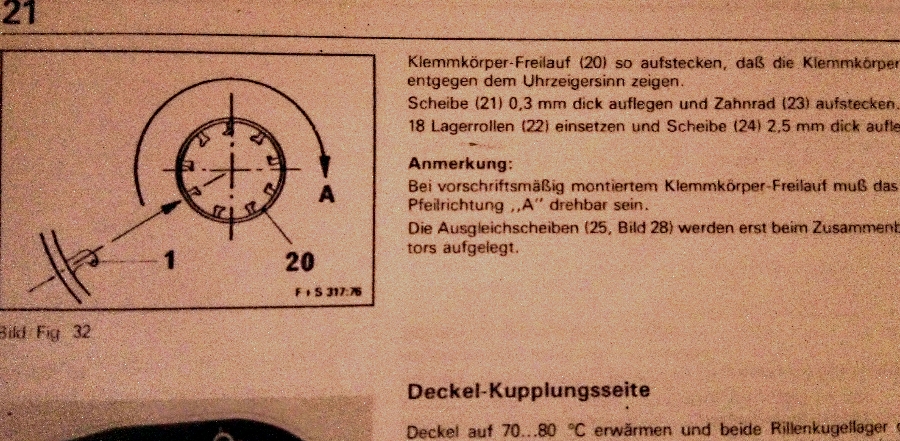 21
A
1
20
F + S 317:76
Bild/Fig 32
Klemmkörper-Freilauf (20) so aufstecken, daß die Klemmkörper
entgegen dem Uhrzeigersinn zeigen.
Scheibe (21) 0,3 mm dick auflegen und Zahnrad (23) aufstecken.
18 Lagerrollen (22) einsetzen und Scheibe (24) 2,5 mm dick aufle
Anmerkung:
Bei vorschriftsmäßig montiertem Klemmkörper-Freilauf muß das
Pfeilrichtung ,,A" drehbar sein.
Die Ausgleichscheiben (25, Bild 28) werden erst beim Zusammenb
tors aufgelegt.
Deckel-Kupplungsseite
Deckel auf 70...80 °C erwärmen und beide Rillenkugellager